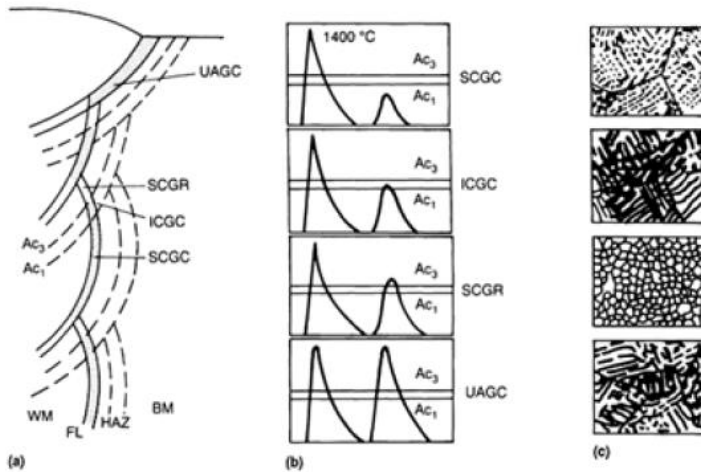 UAGC
SCGR
ICGC
Ac3
SCGC
Ac1
WM
FL
HAZ
BM
(a)
1400 °C
Ac3
SCGC
Ac1
Ac3
ICGC
Ac1
Ac3
SCGR
Ac1
Ac3
UAGC
Ac1
(b)
(c)